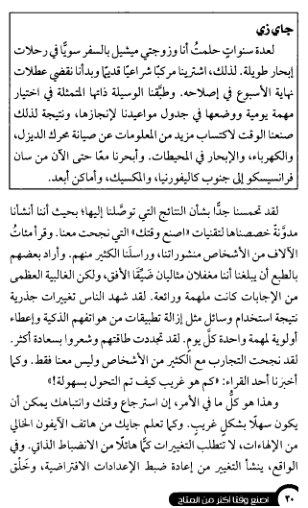 جاي زي
لعدة سنواتٍ حلمتُ أنا وزوجتي ميشيل بالسفر سويًّا في رحلات
إبحار طويلة. لذلك، اشترينا مركبًا شراعيًّا قديمًا وبدأنا نقضي عطلات
نهاية الأسبوع في إصلاحه. وطبَّقنا الوسيلة ذاتها المتمثلة في اختيار
مهمة يومية ووضعها في جدول مواعيدنا لإنجازها، ونتيجة لذلك
صنعنا الوقت لاكتساب مزيد من المعلومات عن صيانة محرك الديزل،
والكهرباء، والإبحار في المحيطات. وأبحرنا معًا حتى الآن من سان
فرانسيسكو إلى جنوب كاليفورنيا، والمكسيك، وأماكن أبعد.
لقد تحمسنا جدًّا بشأن النتائج التي توصَّلنا إليها؛ بحيث أننا أنشأنا
مدوَّنةً خصصناها لتقنيات «اصنع وقتك» التي نجحت معنا. وقرأ مئاتُ
الآلاف من الأشخاص منشوراتنا، وراسلَنا الكثير منهم. وأراد بعضهم
بالطبع أن يبلغنا أننا مغفلان مثاليان ضَيِّقَا الأفق، ولكن الغالبية العظمى
من الإجابات كانت ملهمة ورائعة. لقد شهد الناس تغييرات جذرية
نتيجة استخدام وسائل مثل إزالة تطبيقات من هواتفهم الذكية وإعطاء
أولوية لمهمة واحدة كلَّ يوم. لقد تجددت طاقتهم وشعروا بسعادة أكثر.
لقد نجحت التجارب مع الكثير من الأشخاص وليس معنا فقط. وكما
أخبرنا أحد القراء: «كم هو غريب كيف تم التحول بسهولة!»
وهذا هو كلُّ ما في الأمر، إن استرجاع وقتك وانتباهك يمكن أن
يكون سهلًا بشكلٍ غريبٍ. وكما تعلم جايك من هاتف الآيفون الخالي
من الإلهاءات، لا تتطلب التغييرات كمًّا هائلًا من الانضباط الذاتي. وفي
الواقع، ينشأ التغيير من إعادة ضبط الإعدادات الافتراضية، وخَلْق
٢٠ اصنع وقتًا أكثر من المتاح